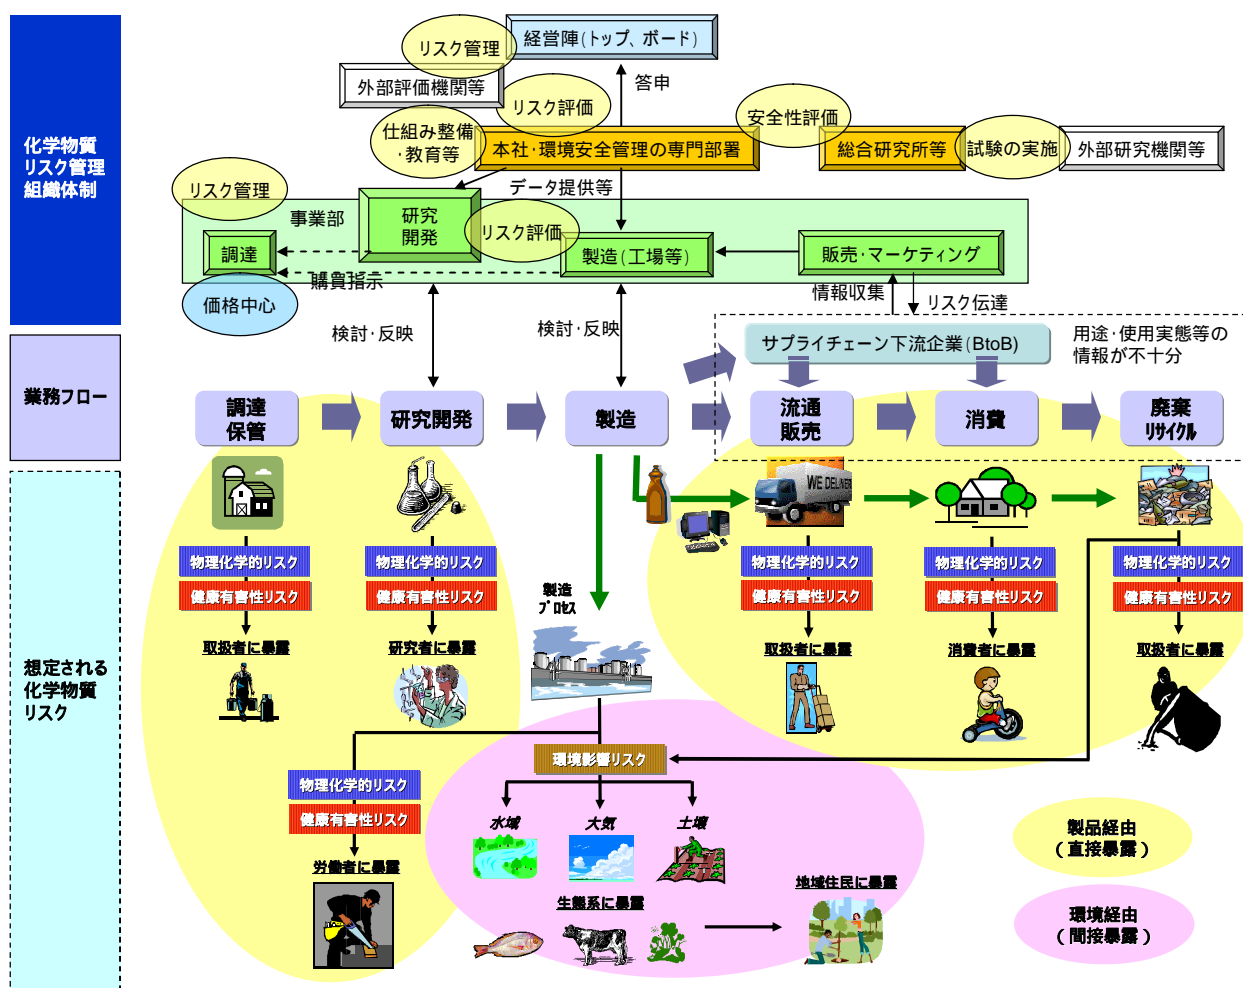 化学物質
リスク管理
組織体制
リスク管理
経営陣(トップ、ボード)
外部評価機関等
答申
リスク評価
安全性評価
仕組み整備
・教育等
本社・環境安全管理の専門部署
総合研究所等
試験の実施
外部研究機関等
リスク管理
データ提供等
事業部
研究
開発
リスク評価
調達
製造(工場等)
販売・マーケティング
購買指示
価格中心
情報収集
リスク伝達
検討・反映
検討・反映
サプライチェーン下流企業(BtoB)
用途・使用実態等の
情報が不十分
業務フロー
調達
保管
研究開発
製造
流通
販売
消費
廃棄
リサイクル
WE DELIVER
想定される
化学物質
リスク
物理化学的リスク
物理化学的リスク
物理化学的リスク
物理化学的リスク
物理化学的リスク
健康有害性リスク
健康有害性リスク
健康有害性リスク
健康有害性リスク
健康有害性リスク
製造
プロセス
取扱者に暴露
研究者に暴露
取扱者に暴露
消費者に暴露
取扱者に暴露
環境影響リスク
物理化学的リスク
健康有害性リスク
労働者に暴露
水域
大気
土壌
生態系に暴露
地域住民に暴露
製品経由
(直接暴露)
環境経由
(間接暴露)